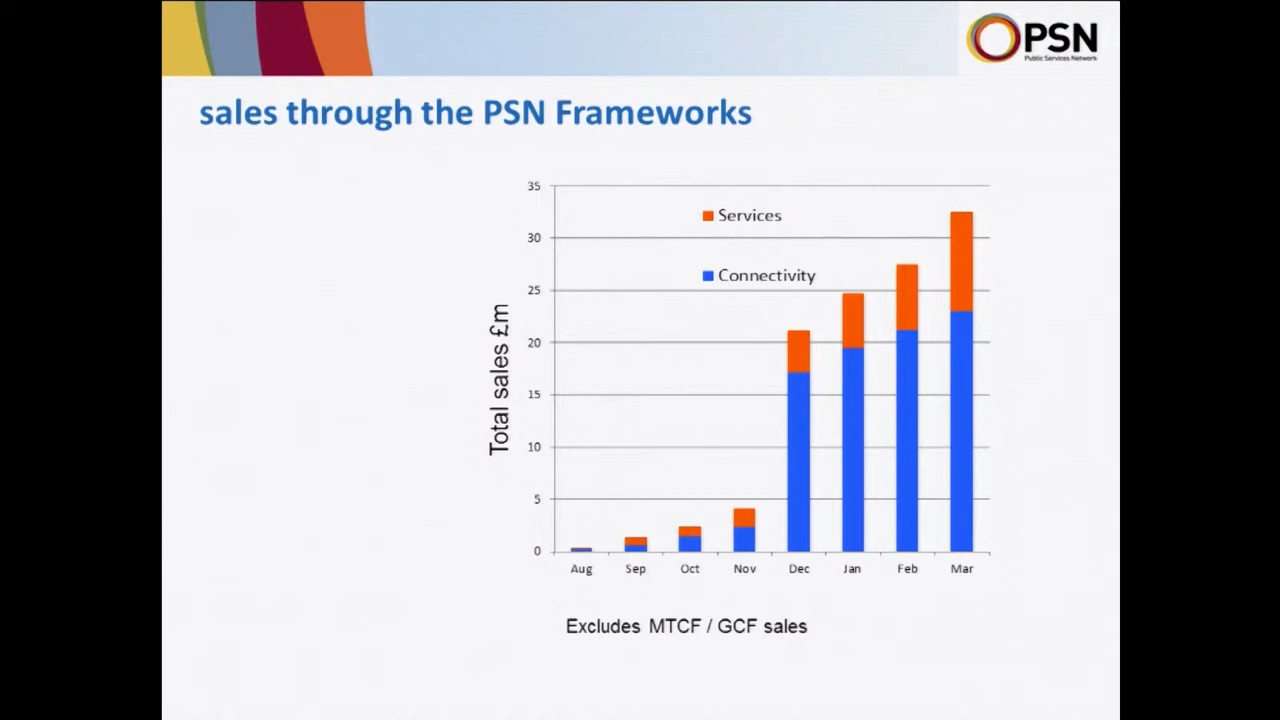 PSN
Public Services Network
sales through the PSN Frameworks
35
30
25
20
15
10
5
0
Total sales £m
Services
Connectivity
Aug Sep Oct Nov Dec Jan Feb Mar
Excludes MTCF / GCF sales